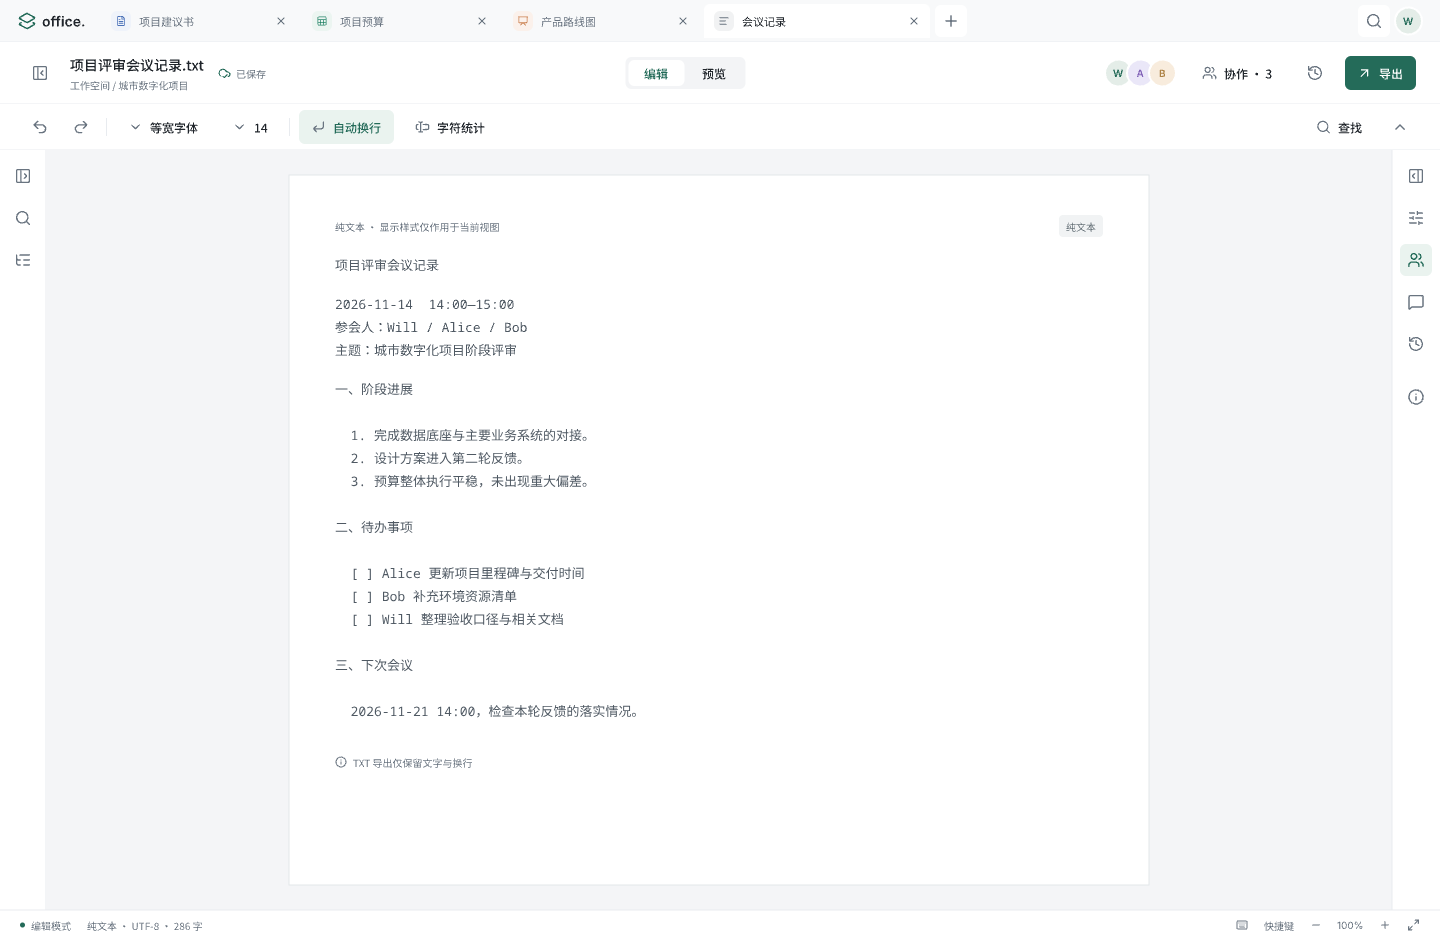 office.
项目建议书
项目预算
产品路线图
会议记录
W
项目评审会议记录.txt
已保存
工作空间 / 城市数字化项目
编辑
预览
W
A
B
协作 · 3
导出
等宽字体
14
自动换行
字符统计
查找
纯文本 · 显示样式仅作用于当前视图
纯文本
项目评审会议记录
2026-11-14  14:00—15:00
参会人：Will / Alice / Bob
主题：城市数字化项目阶段评审
一、阶段进展
1. 完成数据底座与主要业务系统的对接。
2. 设计方案进入第二轮反馈。
3. 预算整体执行平稳，未出现重大偏差。
二、待办事项
[ ] Alice 更新项目里程碑与交付时间
[ ] Bob 补充环境资源清单
[ ] Will 整理验收口径与相关文档
三、下次会议
2026-11-21 14:00，检查本轮反馈的落实情况。
TXT 导出仅保留文字与换行
编辑模式
纯文本 · UTF-8 · 286 字
快捷键
100%